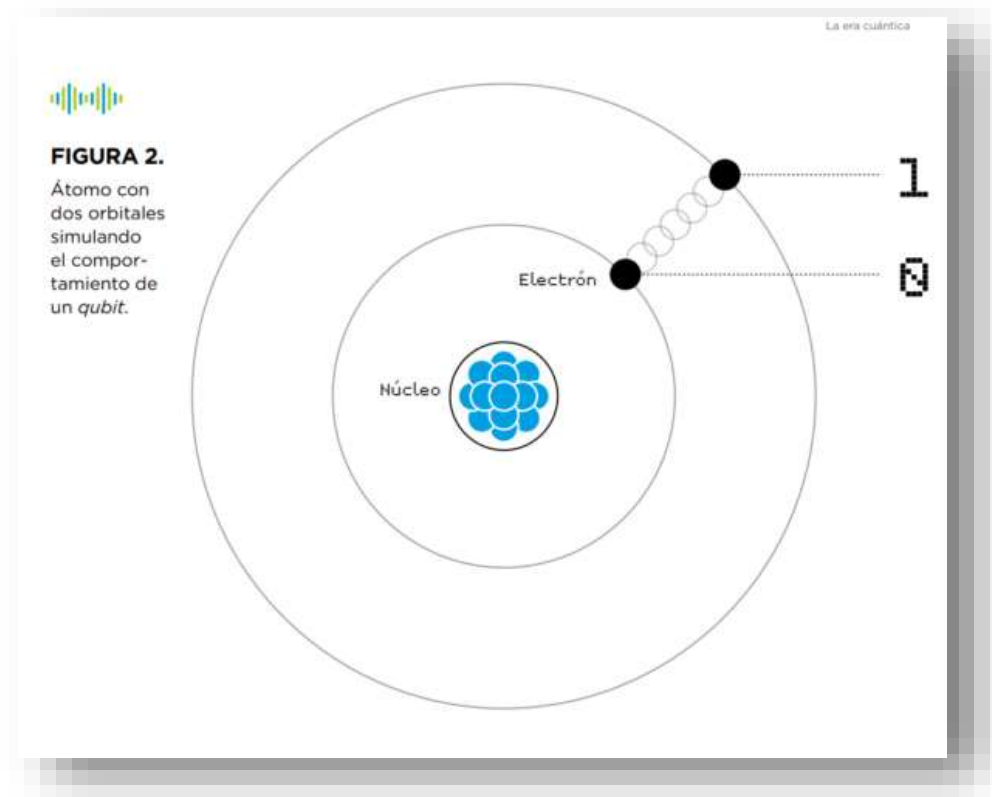 La era cuántica
FIGURA 2.
Átomo con
dos orbitales
simulando
el compor-
tamiento de
un qubit.
1
Electrón
0
Núcleo